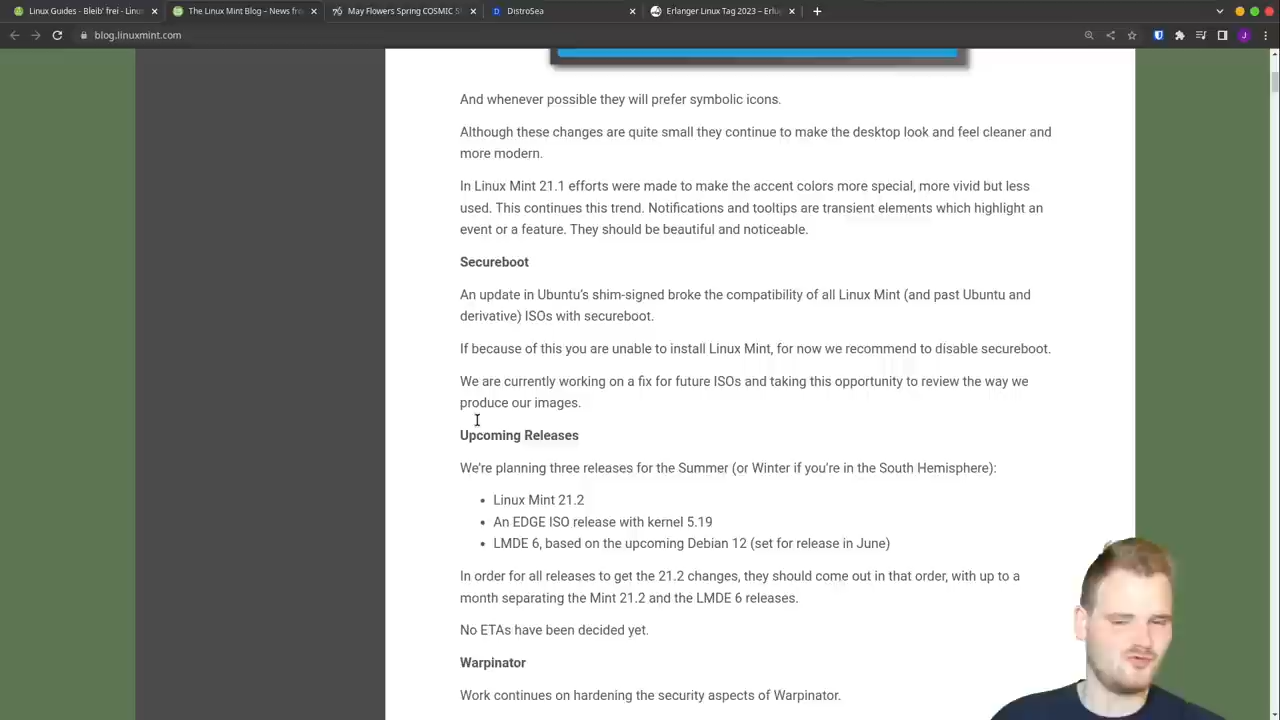 Linux Guides - Bleib' frei - Linu
The Linux Mint Blog – News fr
May Flowers Spring COSMIC S
DistroSea
Erlanger Linux Tag 2023 – Erlu
blog.linuxmint.com
J
And whenever possible they will prefer symbolic icons.
Although these changes are quite small they continue to make the desktop look and feel cleaner and
more modern.
In Linux Mint 21.1 efforts were made to make the accent colors more special, more vivid but less
used. This continues this trend. Notifications and tooltips are transient elements which highlight an
event or a feature. They should be beautiful and noticeable.
Secureboot
An update in Ubuntu's shim-signed broke the compatibility of all Linux Mint (and past Ubuntu and
derivative) ISOs with secureboot.
If because of this you are unable to install Linux Mint, for now we recommend to disable secureboot.
We are currently working on a fix for future ISOs and taking this opportunity to review the way we
produce our images.
Upcoming Releases
We're planning three releases for the Summer (or Winter if you're in the South Hemisphere):
• Linux Mint 21.2
• An EDGE ISO release with kernel 5.19
• LMDE 6, based on the upcoming Debian 12 (set for release in June)
In order for all releases to get the 21.2 changes, they should come out in that order, with up to a
month separating the Mint 21.2 and the LMDE 6 releases.
No ETAs have been decided yet.
Warpinator
Work continues on hardening the security aspects of Warpinator.